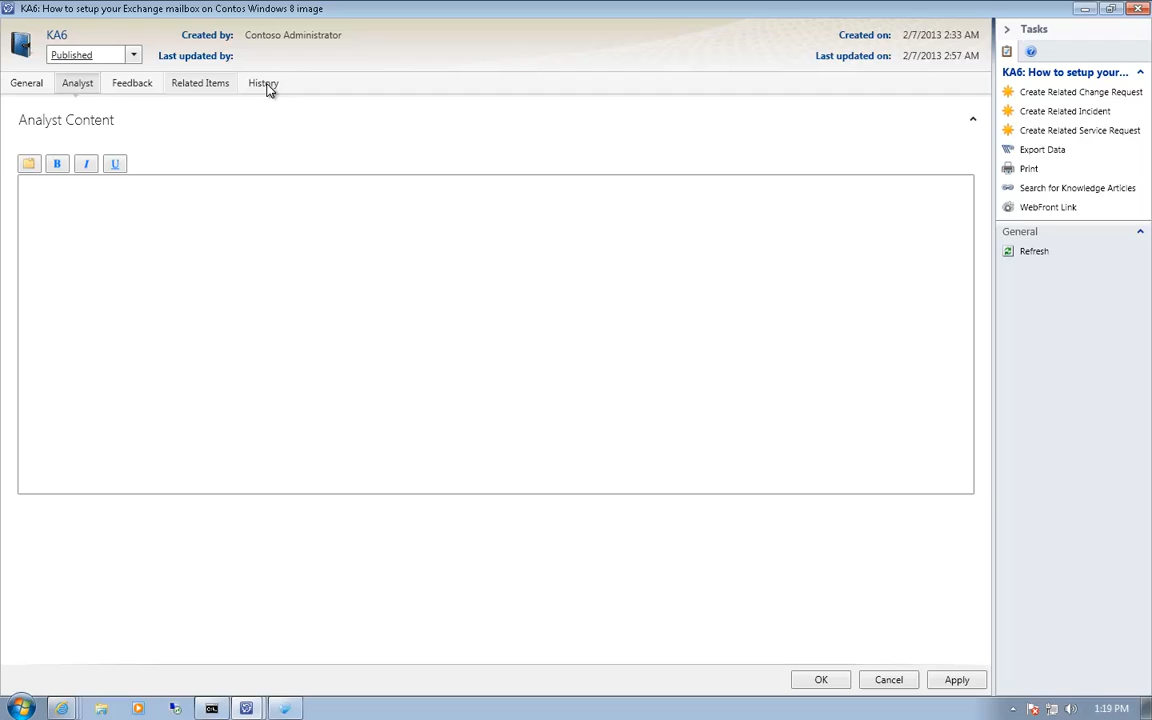 KA6: How to setup your Exchange mailbox on Contos Windows 8 image
KA6
Created by: Contoso Administrator
Created on: 2/7/2013 2:33 AM
Published
Last updated by:
Last updated on: 2/7/2013 2:57 AM
General Analyst Feedback Related Items History
Analyst Content
B I U
OK Cancel Apply
Tasks
KA6: How to setup your...
Create Related Change Request
Create Related Incident
Create Related Service Request
Export Data
Print
Search for Knowledge Articles
WebFront Link
General
Refresh
1:19 PM